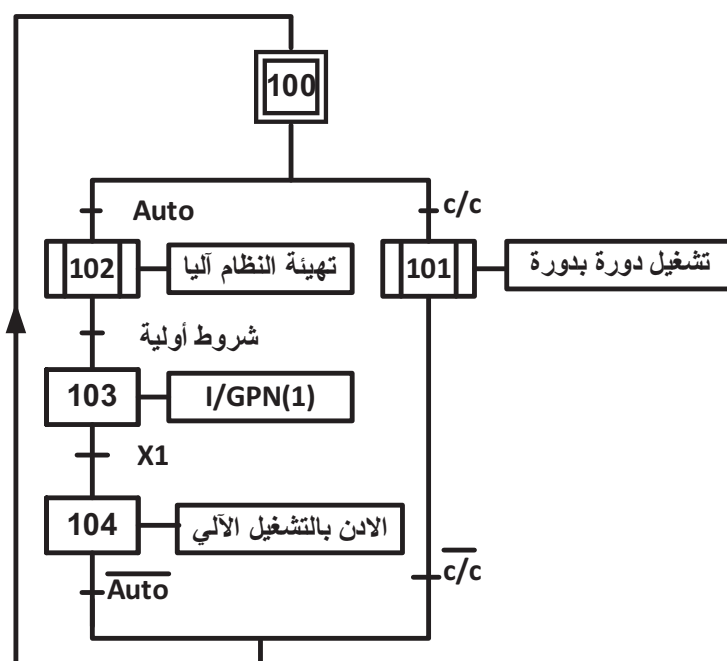 100
Auto
c/c
102
تهيئة النظام آليا
101
تشغيل دورة بدورة
شروط أولية
103
I/GPN(1)
X1
104
الادن بالتشغيل الآلي
A̅u̅t̅o̅
c̅/̅c̅